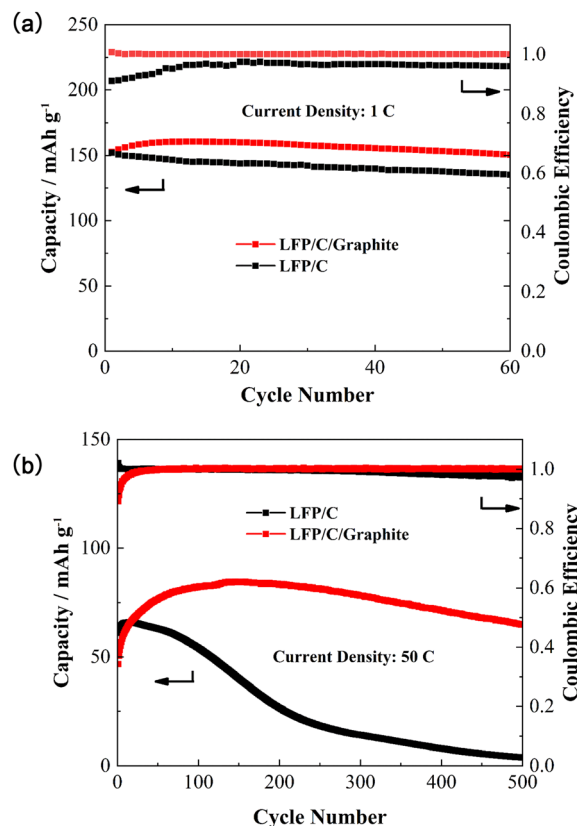 (a)
250
200
150
100
50
0
Capacity / mAh g-1
1.0
0.8
0.6
0.4
0.2
0.0
Coulombic Efficiency
Current Density: 1 C
LFP/C/Graphite
LFP/C
0 20 40 60
Cycle Number
(b)
150
100
50
0
Capacity / mAh g-1
1.0
0.8
0.6
0.4
0.2
0.0
Coulombic Efficiency
LFP/C
LFP/C/Graphite
Current Density: 50 C
0 100 200 300 400 500
Cycle Number